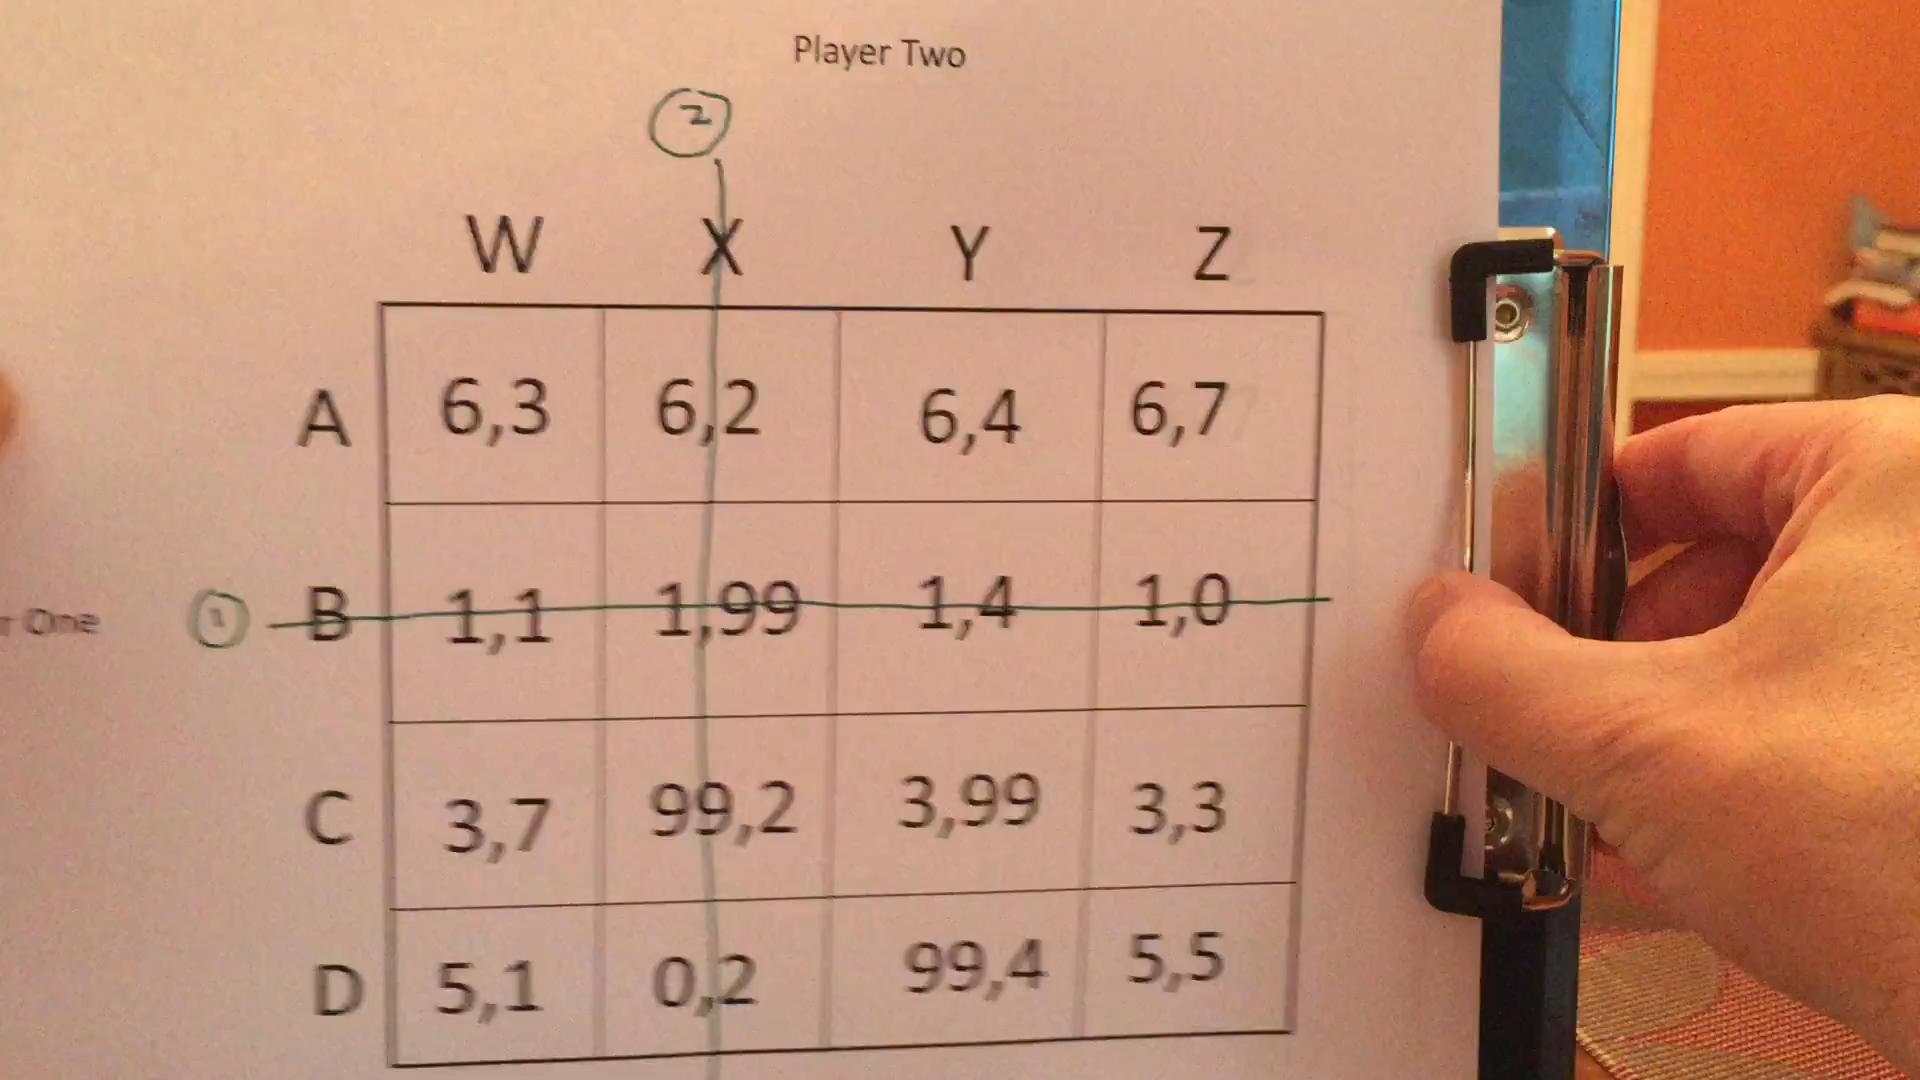 Player Two
2
W X Y Z
A 6,3 6,2 6,4 6,7
One 1 B 1,1 1,99 1,4 1,0
C 3,7 99,2 3,99 3,3
D 5,1 0,2 99,4 5,5